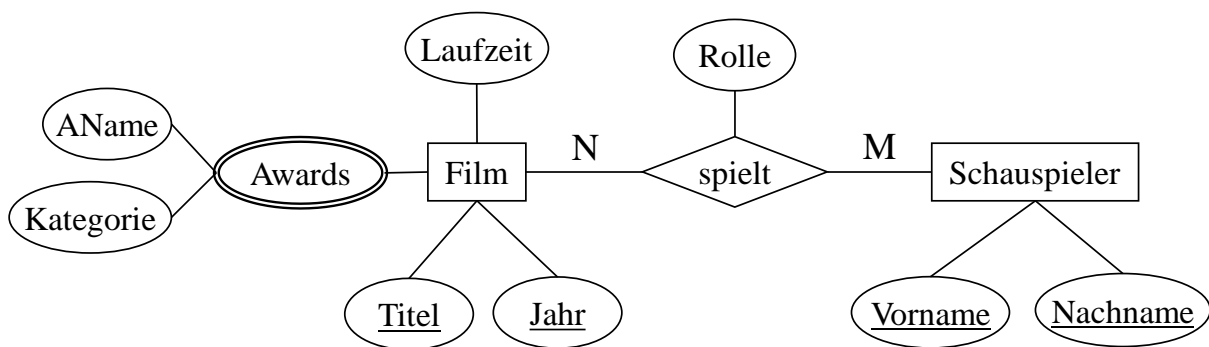 Laufzeit
Rolle
AName
N
M
Awards
Film
spielt
Schauspieler
Kategorie
Titel
Jahr
Vorname
Nachname